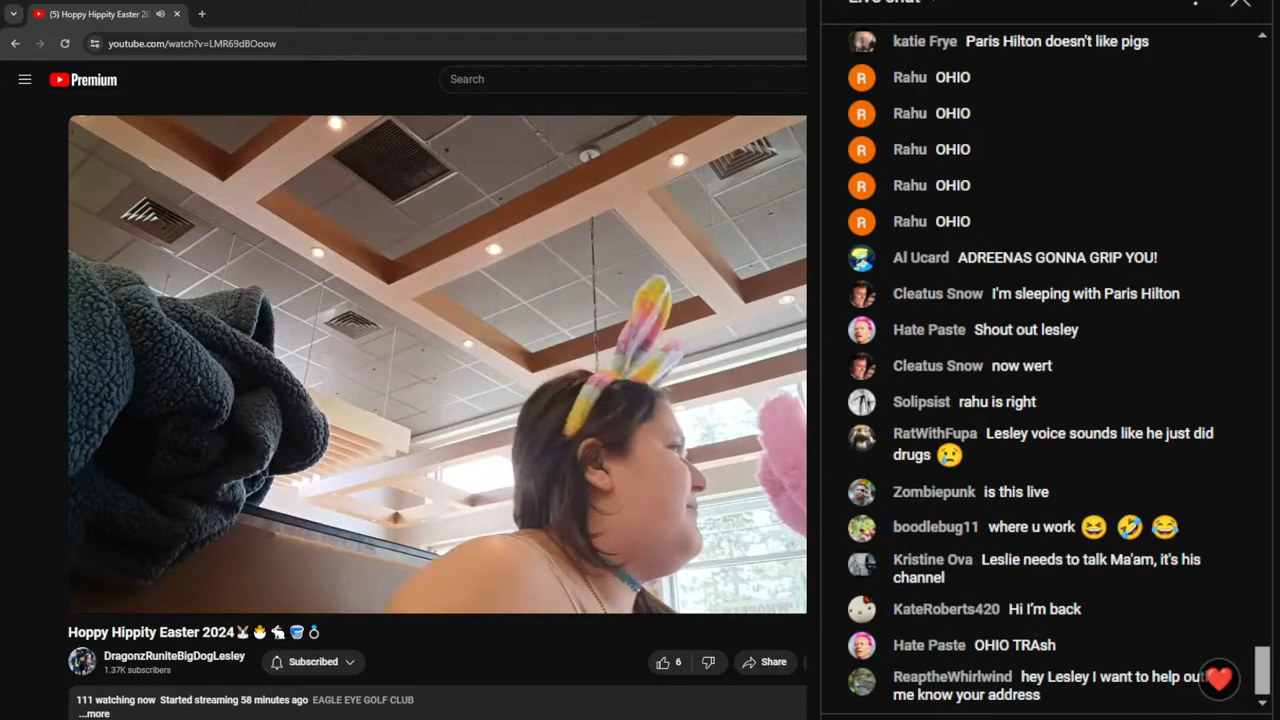 (5) Hoppy Hippity Easter 20
youtube.com/watch?v=LMR69dBOoow
Premium
Search
Hoppy Hippity Easter 2024🐰🐣 🐇 🪣 💍
DragonzRuniteBigDogLesley
1.37K subscribers
Subscribed
6
Share
111 watching now Started streaming 58 minutes ago EAGLE EYE GOLF CLUB
...more
Live chat
katie Frye Paris Hilton doesn't like pigs
R Rahu OHIO
R Rahu OHIO
R Rahu OHIO
R Rahu OHIO
R Rahu OHIO
Al Ucard ADREENAS GONNA GRIP YOU!
Cleatus Snow I'm sleeping with Paris Hilton
Hate Paste Shout out lesley
Cleatus Snow now wert
Solipsist rahu is right
RatWithFupa Lesley voice sounds like he just did
drugs 😢
Zombiepunk is this live
boodlebug11 where u work 😆 🤣 😂
Kristine Ova Leslie needs to talk Ma'am, it's his
channel
KateRoberts420 Hi I'm back
Hate Paste OHIO TRAsh
ReaptheWhirlwind hey Lesley I want to help
me know your address